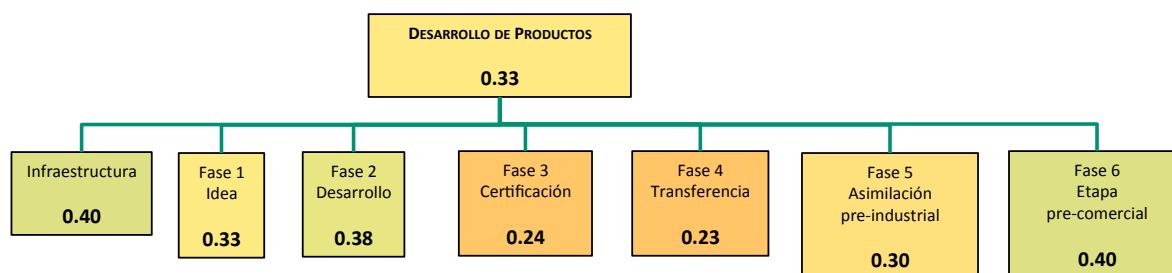 DESARROLLO DE PRODUCTOS
0.33
Infraestructura
0.40
Fase 1
Idea
0.33
Fase 2
Desarrollo
0.38
Fase 3
Certificación
0.24
Fase 4
Transferencia
0.23
Fase 5
Asimilación
pre-industrial
0.30
Fase 6
Etapa
pre-comercial
0.40